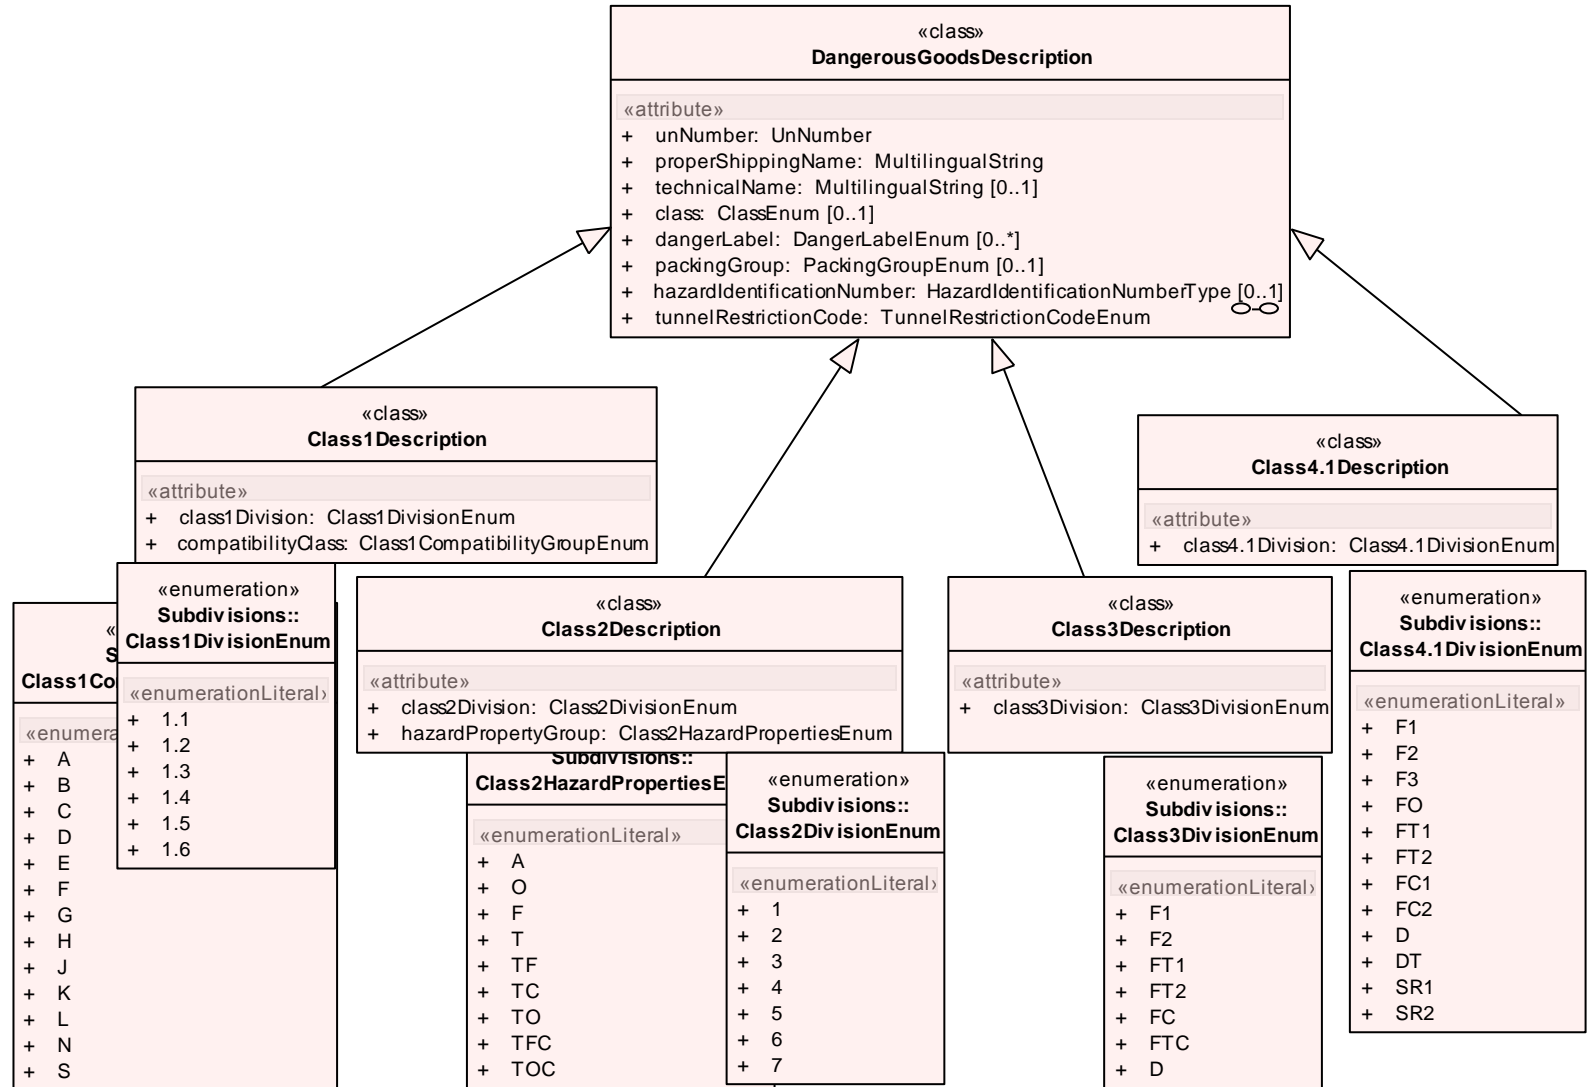 «class»
DangerousGoodsDescription
«attribute»
+ unNumber: UnNumber
+ properShippingName: MultilingualString
+ technicalName: MultilingualString [0..1]
+ class: ClassEnum [0..1]
+ dangerLabel: DangerLabelEnum [0..*]
+ packingGroup: PackingGroupEnum [0..1]
+ hazardIdentificationNumber: HazardIdentificationNumberType [0..1]
+ tunnelRestrictionCode: TunnelRestrictionCodeEnum
«class»
Class1Description
«attribute»
+ class1Division: Class1DivisionEnum
+ compatibilityClass: Class1CompatibilityGroupEnum
«class»
Class4.1Description
«attribute»
+ class4.1Division: Class4.1DivisionEnum
«enumeration»
Subdivisions::
Class1DivisionEnum
«enumerationLiteral»
+ 1.1
+ 1.2
+ 1.3
+ 1.4
+ 1.5
+ 1.6
«
S
Class1Co
«enumera
+ A
+ B
+ C
+ D
+ E
+ F
+ G
+ H
+ J
+ K
+ L
+ N
+ S
«class»
Class2Description
«attribute»
+ class2Division: Class2DivisionEnum
+ hazardPropertyGroup: Class2HazardPropertiesEnum
Subdivisions::
Class2HazardPropertiesE
«enumerationLiteral»
+ A
+ O
+ F
+ T
+ TF
+ TC
+ TO
+ TFC
+ TOC
«enumeration»
Subdivisions::
Class2DivisionEnum
«enumerationLiteral»
+ 1
+ 2
+ 3
+ 4
+ 5
+ 6
+ 7
«class»
Class3Description
«attribute»
+ class3Division: Class3DivisionEnum
«enumeration»
Subdivisions::
Class3DivisionEnum
«enumerationLiteral»
+ F1
+ F2
+ FT1
+ FT2
+ FC
+ FTC
+ D
«enumeration»
Subdivisions::
Class4.1DivisionEnum
«enumerationLiteral»
+ F1
+ F2
+ F3
+ FO
+ FT1
+ FT2
+ FC1
+ FC2
+ D
+ DT
+ SR1
+ SR2